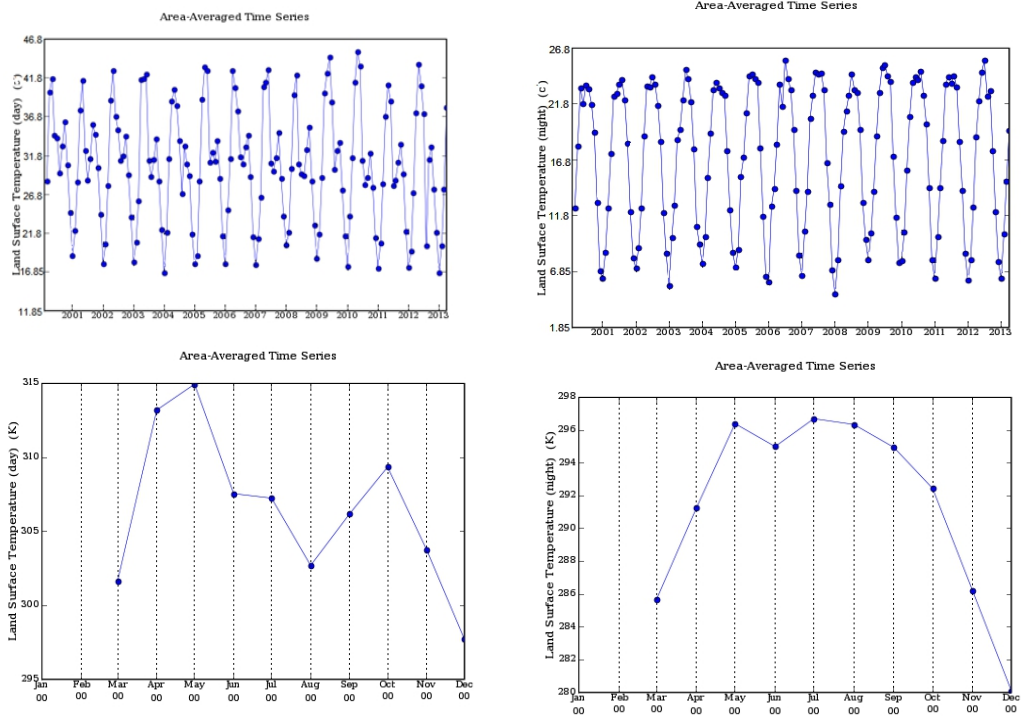 Area-Averaged Time Series
Land Surface Temperature (day) (c°)
46.8
41.8
36.8
31.8
26.8
21.8
16.85
11.85
2001 2002 2003 2004 2005 2006 2007 2008 2009 2010 2011 2012 2013
Area-Averaged Time Series
Land Surface Temperature (night) (c°)
26.8
21.8
16.8
11.8
6.85
1.85
2001 2002 2003 2004 2005 2006 2007 2008 2009 2010 2011 2012 2013
Area-Averaged Time Series
Land Surface Temperature (day) (K)
315
310
305
300
295
Jan Feb Mar Apr May Jun Jul Aug Sep Oct Nov Dec
00 00 00 00 00 00 00 00 00 00 00 00
Area-Averaged Time Series
Land Surface Temperature (night) (K)
298
296
294
292
290
288
286
284
282
280
Jan Feb Mar Apr May Jun Jul Aug Sep Oct Nov Dec
00 00 00 00 00 00 00 00 00 00 00 00